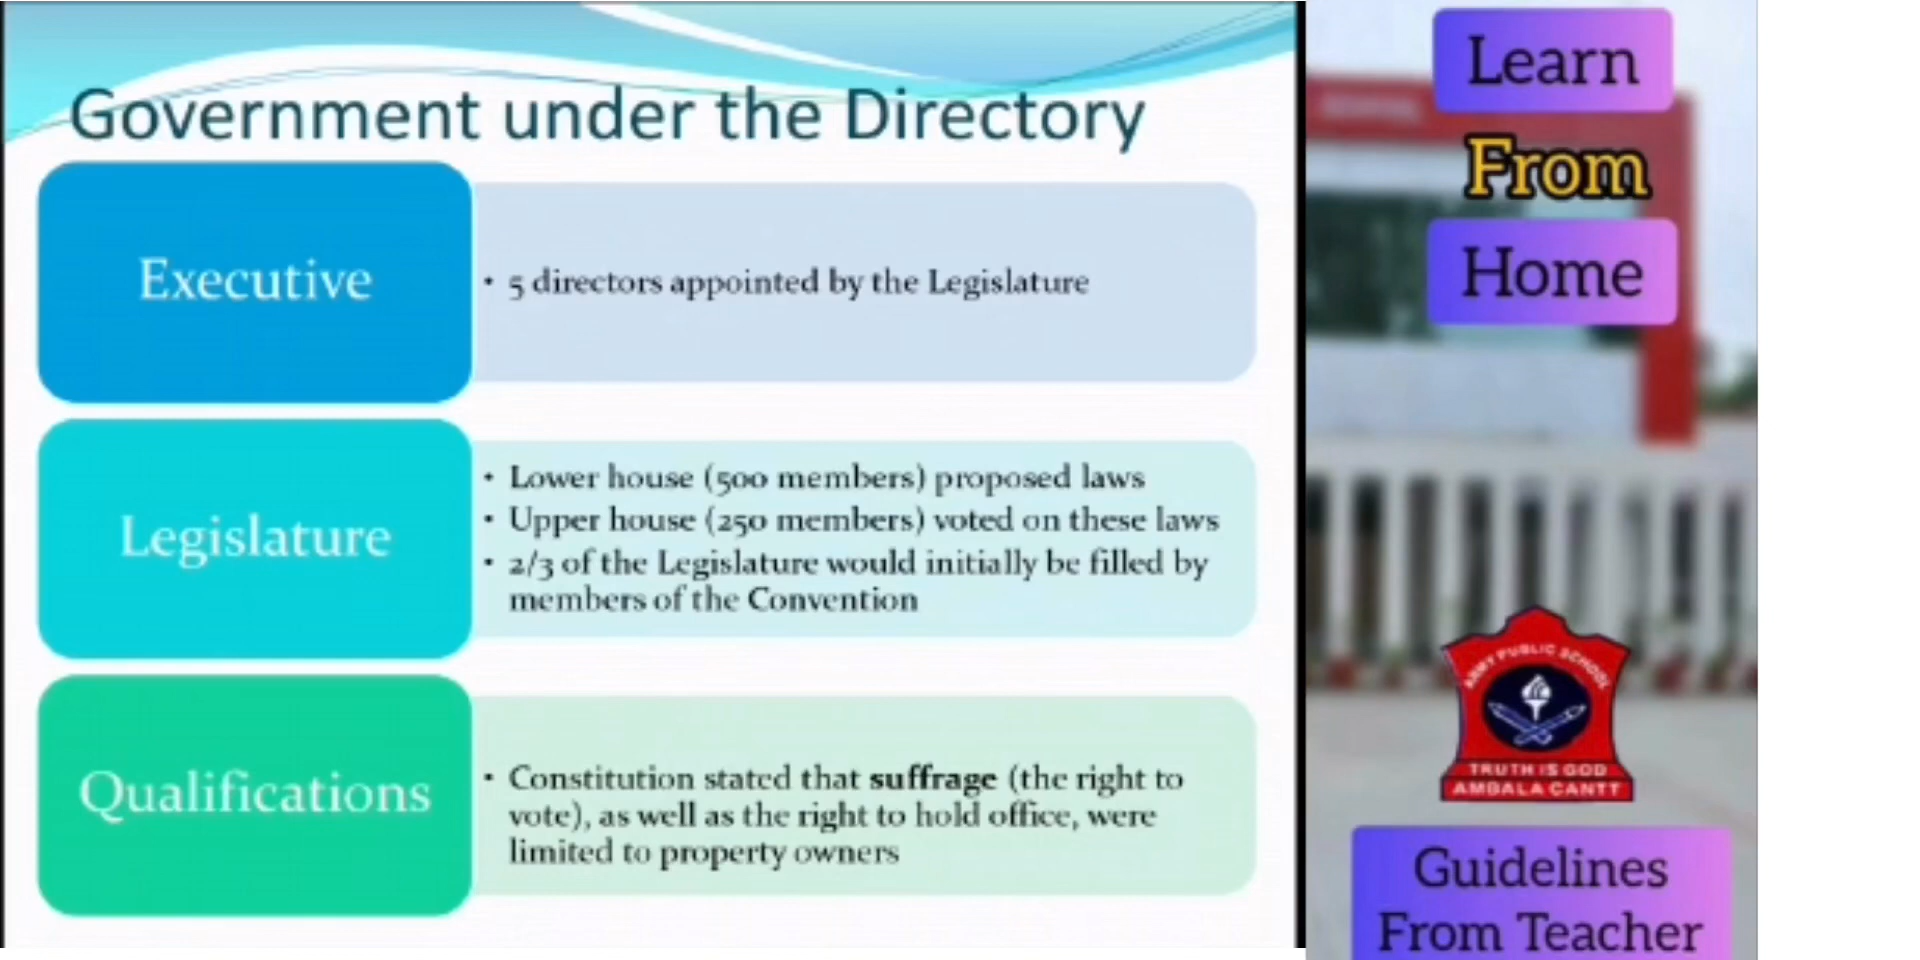 Government under the Directory
Executive
• 5 directors appointed by the Legislature
Legislature
• Lower house (500 members) proposed laws
• Upper house (250 members) voted on these laws
• 2/3 of the Legislature would initially be filled by
members of the Convention
Qualifications
• Constitution stated that suffrage (the right to
vote), as well as the right to hold office, were
limited to property owners
Learn
From
Home
ARMY PUBLIC SCHOOL
TRUTH IS GOD
AMBALA CANTT
Guidelines
From Teacher